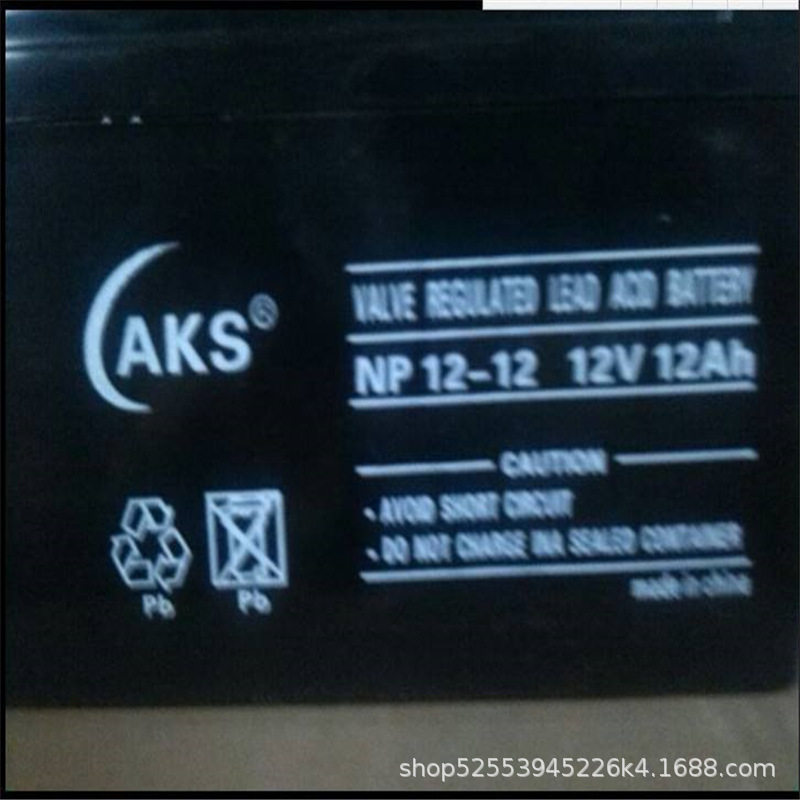 AKS®
VALVE REGULATED LEAD ACID BATTERY
NP 12-12 12V 12Ah
CAUTION
• AVOID SHORT CIRCUIT
• DO NOT CHARGE IN A SEALED CONTAINER
made in china
Pb Pb
shop52553945226k4.1688.com